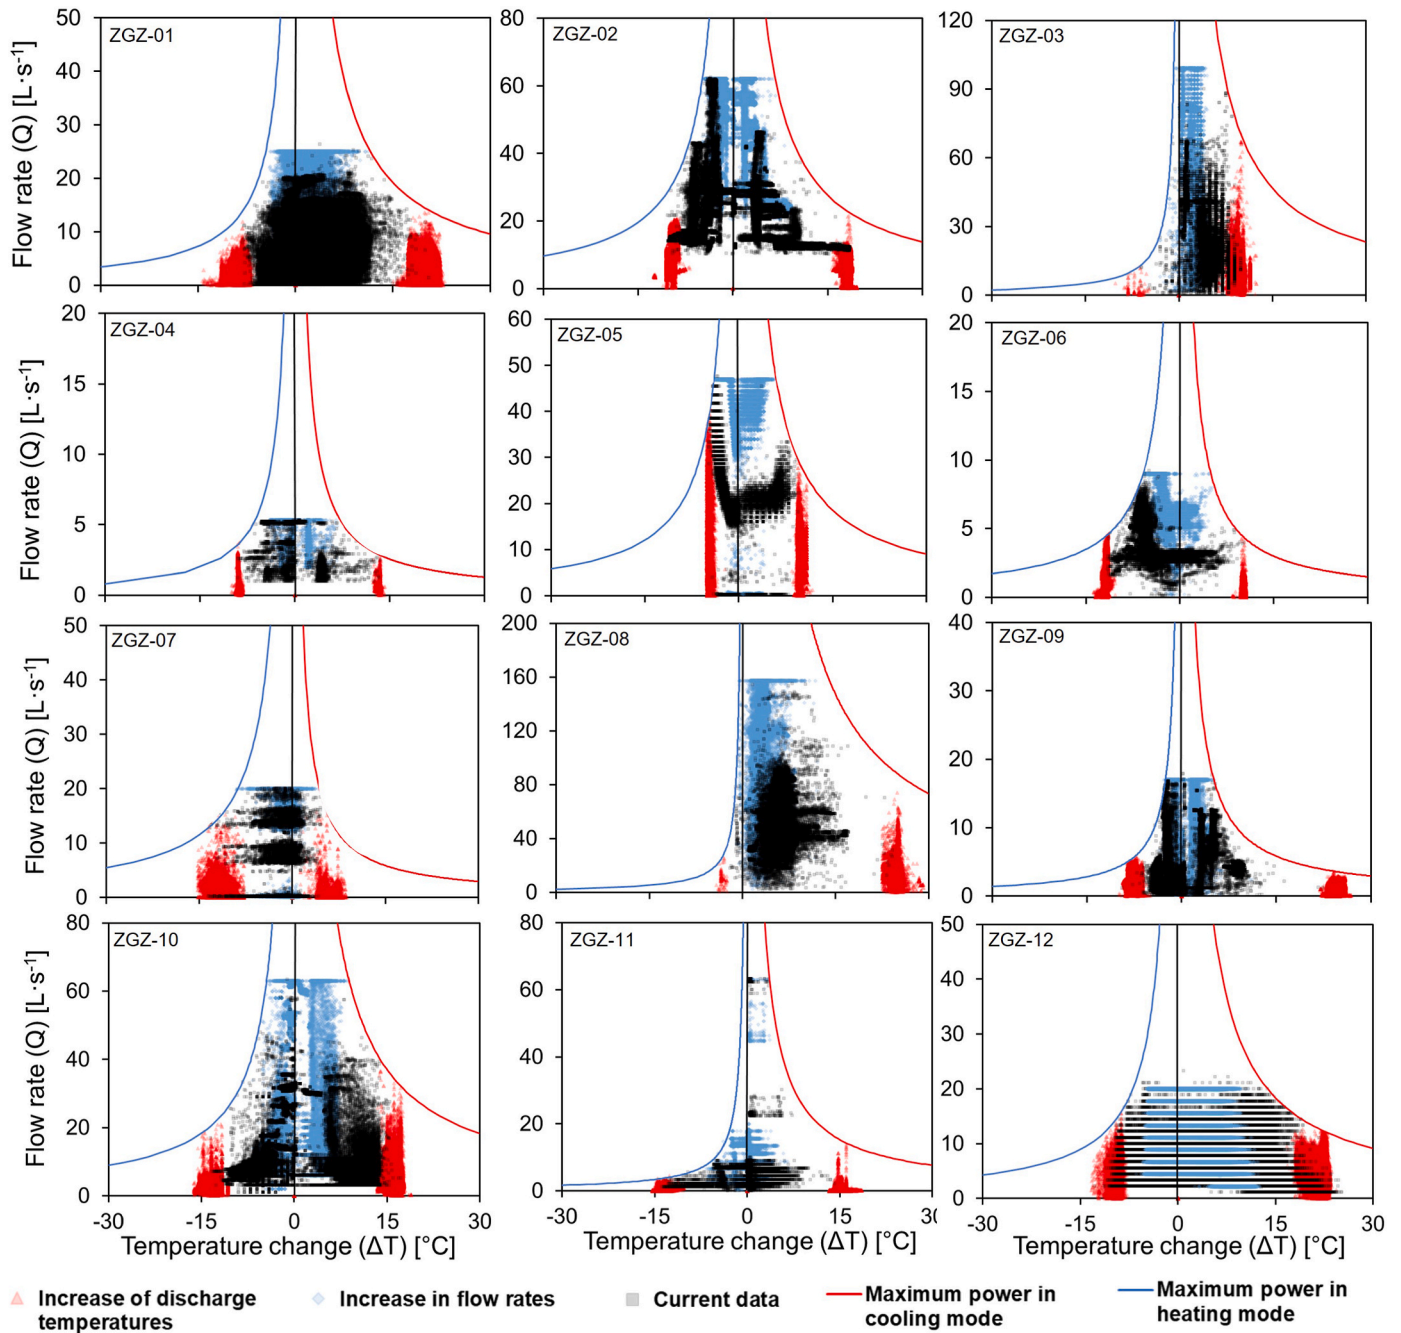 Flow rate (Q) [L·s⁻¹]
50
40
30
20
10
0
ZGZ-01
80
60
40
20
0
ZGZ-02
120
90
60
30
0
ZGZ-03
Flow rate (Q) [L·s⁻¹]
20
15
10
5
0
ZGZ-04
60
50
40
30
20
10
0
ZGZ-05
20
15
10
5
0
ZGZ-06
Flow rate (Q) [L·s⁻¹]
50
40
30
20
10
0
ZGZ-07
200
160
120
80
40
0
ZGZ-08
40
30
20
10
0
ZGZ-09
Flow rate (Q) [L·s⁻¹]
80
60
40
20
0
ZGZ-10
80
60
40
20
0
ZGZ-11
50
40
30
20
10
0
ZGZ-12
-30 -15 0 15 30
-30 -15 0 15 30
-30 -15 0 15 30
Temperature change (ΔT) [°C]
Temperature change (ΔT) [°C]
Temperature change (ΔT) [°C]
Increase of discharge
temperatures
Increase in flow rates
Current data
Maximum power in
cooling mode
Maximum power in
heating mode